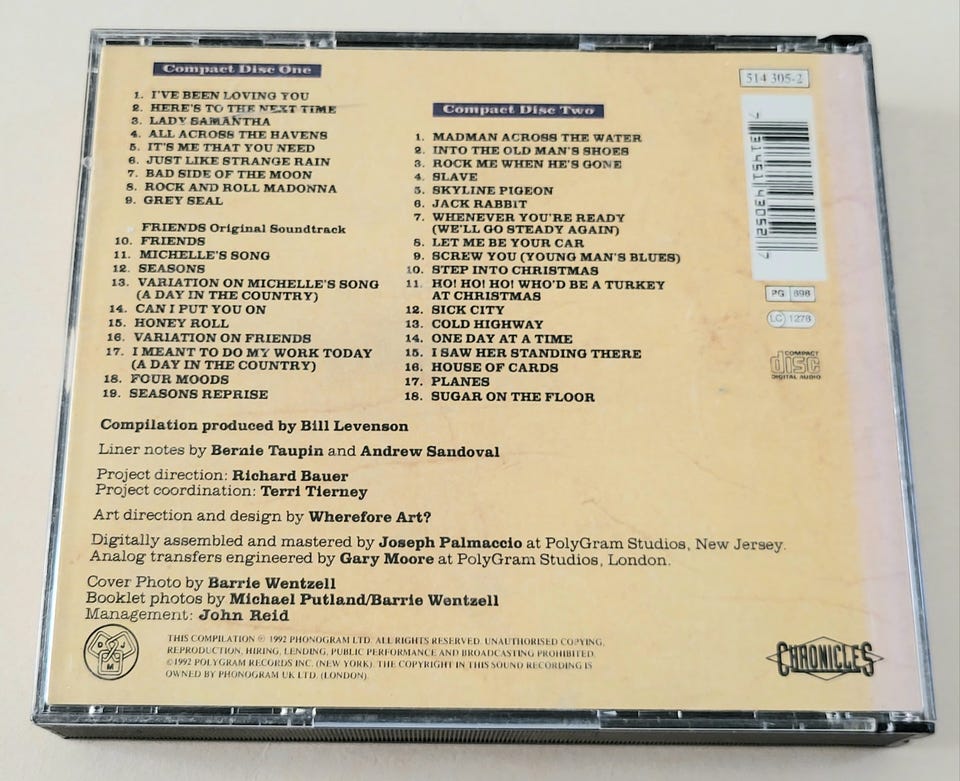 Compact Disc One
1. I'VE BEEN LOVING YOU
2. HERE'S TO THE NEXT TIME
3. LADY SAMANTHA
4. ALL ACROSS THE HAVENS
5. IT'S ME THAT YOU NEED
6. JUST LIKE STRANGE RAIN
7. BAD SIDE OF THE MOON
8. ROCK AND ROLL MADONNA
9. GREY SEAL
FRIENDS Original Soundtrack
10. FRIENDS
11. MICHELLE'S SONG
12. SEASONS
13. VARIATION ON MICHELLE'S SONG
(A DAY IN THE COUNTRY)
14. CAN I PUT YOU ON
15. HONEY ROLL
16. VARIATION ON FRIENDS
17. I MEANT TO DO MY WORK TODAY
(A DAY IN THE COUNTRY)
18. FOUR MOODS
19. SEASONS REPRISE
Compact Disc Two
1. MADMAN ACROSS THE WATER
2. INTO THE OLD MAN'S SHOES
3. ROCK ME WHEN HE'S GONE
4. SLAVE
5. SKYLINE PIGEON
6. JACK RABBIT
7. WHENEVER YOU'RE READY
(WE'LL GO STEADY AGAIN)
8. LET ME BE YOUR CAR
9. SCREW YOU (YOUNG MAN'S BLUES)
10. STEP INTO CHRISTMAS
11. HO! HO! HO! WHO'D BE A TURKEY
AT CHRISTMAS
12. SICK CITY
13. COLD HIGHWAY
14. ONE DAY AT A TIME
15. I SAW HER STANDING THERE
16. HOUSE OF CARDS
17. PLANES
18. SUGAR ON THE FLOOR
514 305-2
7 31451 43052 7
PG 898
LC 1278
COMPACT
disc
DIGITAL AUDIO
Compilation produced by Bill Levenson
Liner notes by Bernie Taupin and Andrew Sandoval
Project direction: Richard Bauer
Project coordination: Terri Tierney
Art direction and design by Wherefore Art?
Digitally assembled and mastered by Joseph Palmaccio at PolyGram Studios, New Jersey.
Analog transfers engineered by Gary Moore at PolyGram Studios, London.
Cover Photo by Barrie Wentzell
Booklet photos by Michael Putland/Barrie Wentzell
Management: John Reid
DJM
THIS COMPILATION ℗ 1992 PHONOGRAM LTD. ALL RIGHTS RESERVED. UNAUTHORISED COPYING,
REPRODUCTION, HIRING, LENDING, PUBLIC PERFORMANCE AND BROADCASTING PROHIBITED.
©1992 POLYGRAM RECORDS INC. (NEW YORK). THE COPYRIGHT IN THIS SOUND RECORDING IS
OWNED BY PHONOGRAM UK LTD. (LONDON).
CHRONICLES